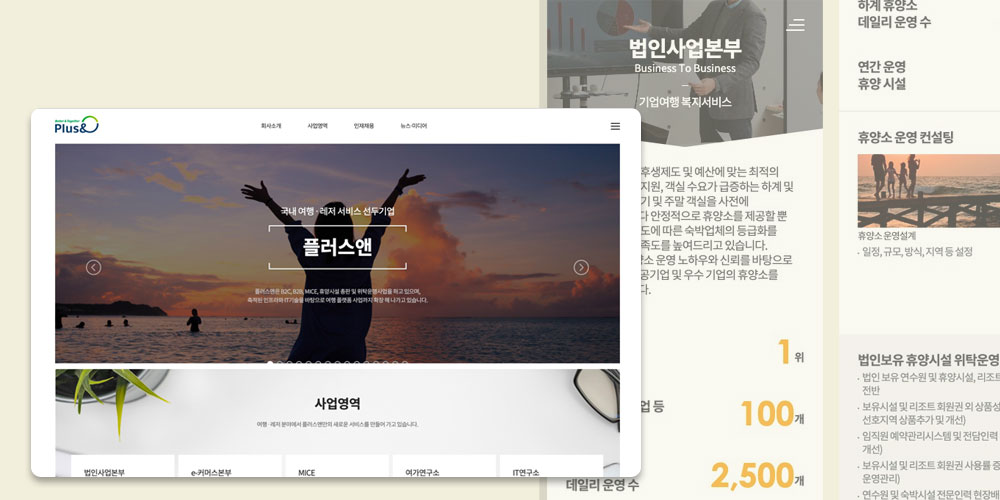 Better & Together
Plus&
회사소개
사업영역
인재채용
뉴스·미디어
국내 여행·레저 서비스 선두기업
플러스앤
플러스앤은 B2C, B2B, MICE, 휴양시설 총판 및 위탁운영사업을 하고 있으며,
축적된 인프라와 IT기술을 바탕으로 여행 플랫폼 사업까지 확장 해 나가고 있습니다.
사업영역
여행·레저 분야에서 플러스앤만의 새로운 서비스를 만들어 가고 있습니다.
법인사업본부
e-커머스본부
MICE
여가연구소
IT연구소
법인사업본부
Business To Business
기업여행 복지서비스
후생제도 및 예산에 맞는 최적의
지원, 객실 수요가 급증하는 하계 및
기 및 주말 객실을 사전에
다 안정적으로 휴양소를 제공할 뿐
도에 따른 숙박업체의 등급화를
족도를 높여드리고 있습니다.
소 운영 노하우와 신뢰를 바탕으로
공기업 및 우수 기업의 휴양소를
다.
1위
업 등
100개
2,500개
데일리 운영 수
하계 휴양소
데일리 운영 수
연간 운영
휴양 시설
휴양소 운영 컨설팅
휴양소 운영설계
· 일정, 규모, 방식, 지역 등 설정
법인보유 휴양시설 위탁운영
· 법인 보유 연수원 및 휴양시설, 리조트
전반
· 보유시설 및 리조트 회원권 외 상품성
선호지역 상품추가 및 개선)
· 임직원 예약관리시스템 및 전담인력
개선)
· 보유시설 및 리조트 회원권 사용률 증
운영관리)
· 연수원 및 숙박시설 전문인력 현장배